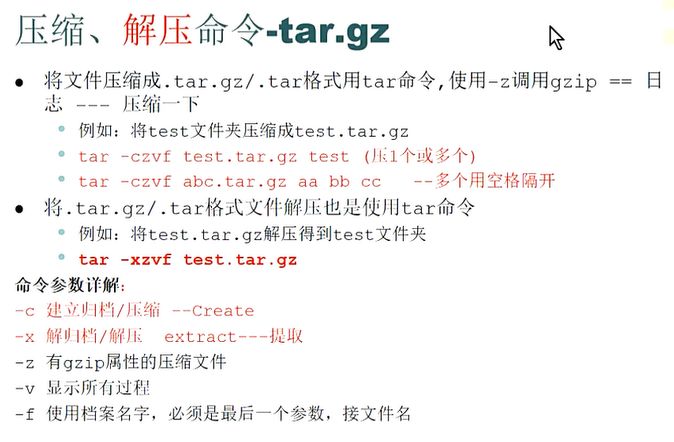 压缩、解压命令-tar.gz
将文件压缩成.tar.gz/.tar格式用tar命令,使用-z调用gzip == 日
志 --- 压缩一下
例如：将test文件夹压缩成test.tar.gz
tar -czvf test.tar.gz test (压1个或多个)
tar -czvf abc.tar.gz aa bb cc --多个用空格隔开
将.tar.gz/.tar格式文件解压也是使用tar命令
例如：将test.tar.gz解压得到test文件夹
tar -xzvf test.tar.gz
命令参数详解：
-c 建立归档/压缩 --Create
-x 解归档/解压 extract---提取
-z 有gzip属性的压缩文件
-v 显示所有过程
-f 使用档案名字，必须是最后一个参数，接文件名